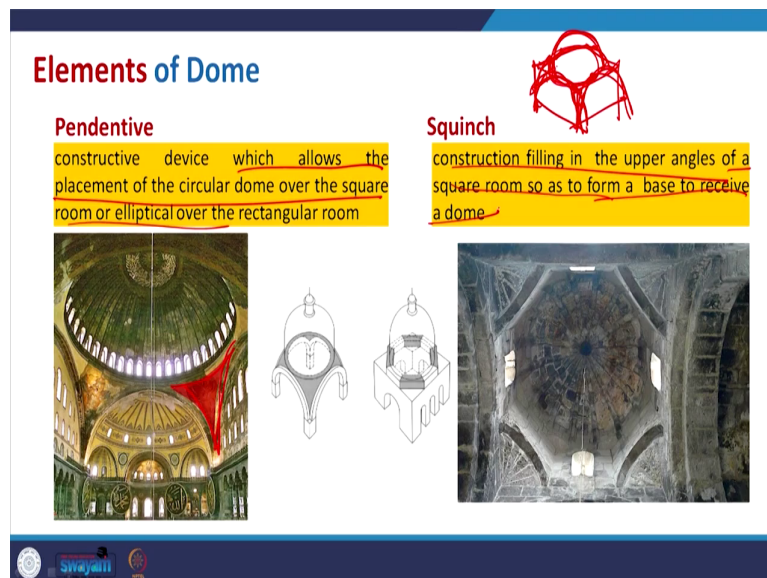 Elements of Dome
Pendentive
constructive device which allows the
placement of the circular dome over the square
room or elliptical over the rectangular room
Squinch
construction filling in the upper angles of a
square room so as to form a base to receive
a dome
swayam